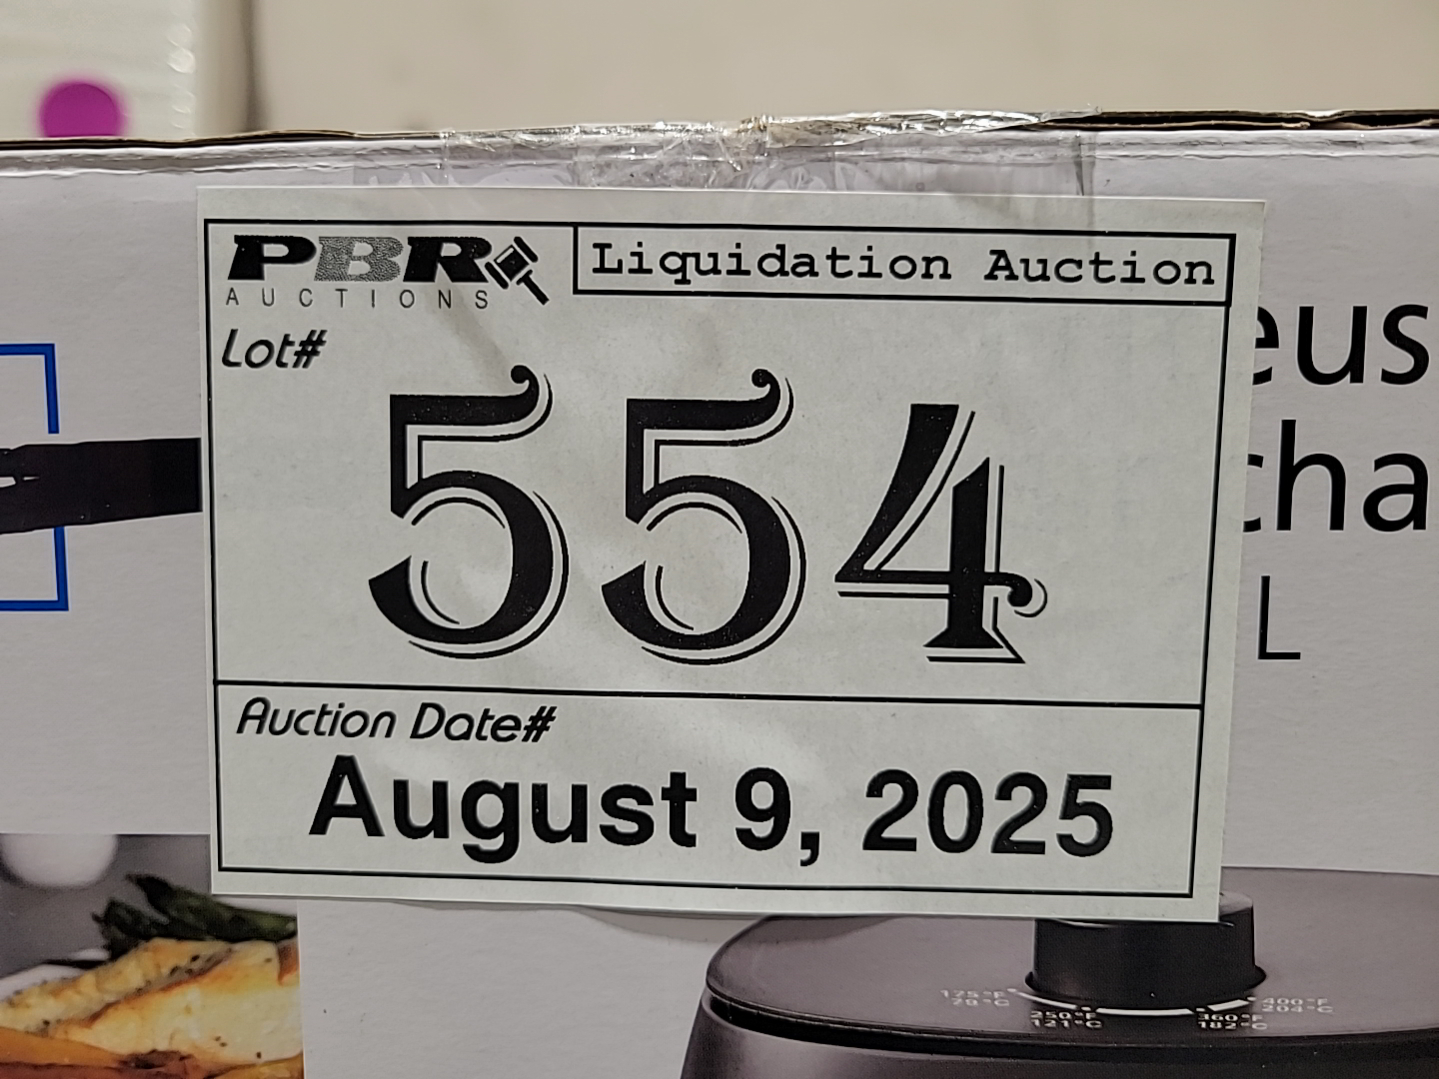 PBR
AUCTIONS
Liquidation Auction
Lot#
554
Auction Date#
August 9, 2025
eus
cha
L
175°F
79°C
250°F
121°C
360°F
182°C
400°F
204°C